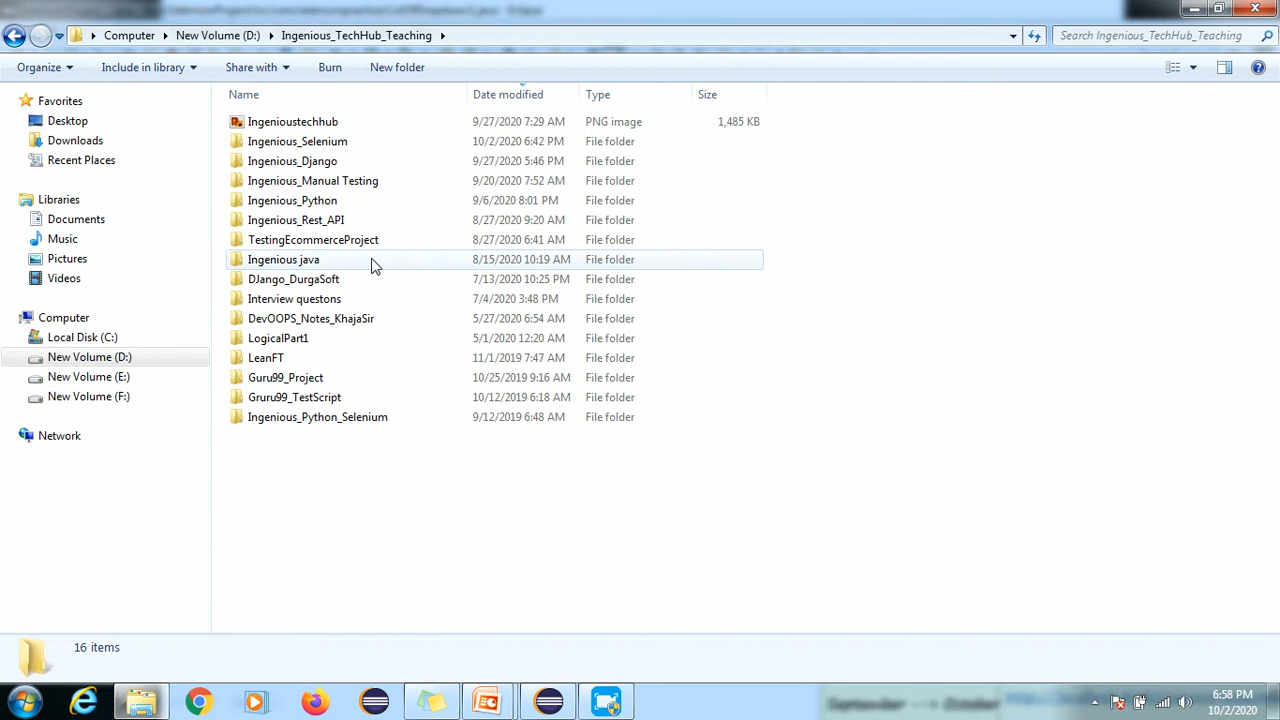 Computer ▸ New Volume (D:) ▸ Ingenious_TechHub_Teaching ▸ Search Ingenious_TechHub_Teaching
Organize Include in library Share with Burn New folder
Name Date modified Type Size
Favorites
Desktop
Downloads
Recent Places
Libraries
Documents
Music
Pictures
Videos
Computer
Local Disk (C:)
New Volume (D:)
New Volume (E:)
New Volume (F:)
Network
Ingenioustechhub 9/27/2020 7:29 AM PNG image 1,485 KB
Ingenious_Selenium 10/2/2020 6:42 PM File folder
Ingenious_Django 9/27/2020 5:46 PM File folder
Ingenious_Manual Testing 9/20/2020 7:52 AM File folder
Ingenious_Python 9/6/2020 8:01 PM File folder
Ingenious_Rest_API 8/27/2020 9:20 AM File folder
TestingEcommerceProject 8/27/2020 6:41 AM File folder
Ingenious java 8/15/2020 10:19 AM File folder
DJango_DurgaSoft 7/13/2020 10:25 PM File folder
Interview questons 7/4/2020 3:48 PM File folder
DevOOPS_Notes_KhajaSir 5/27/2020 6:54 AM File folder
LogicalPart1 5/1/2020 12:20 AM File folder
LeanFT 11/1/2019 7:47 AM File folder
Guru99_Project 10/25/2019 9:16 AM File folder
Gruru99_TestScript 10/12/2019 6:18 AM File folder
Ingenious_Python_Selenium 9/12/2019 6:48 AM File folder
16 items
September ---> October
6:58 PM
10/2/2020